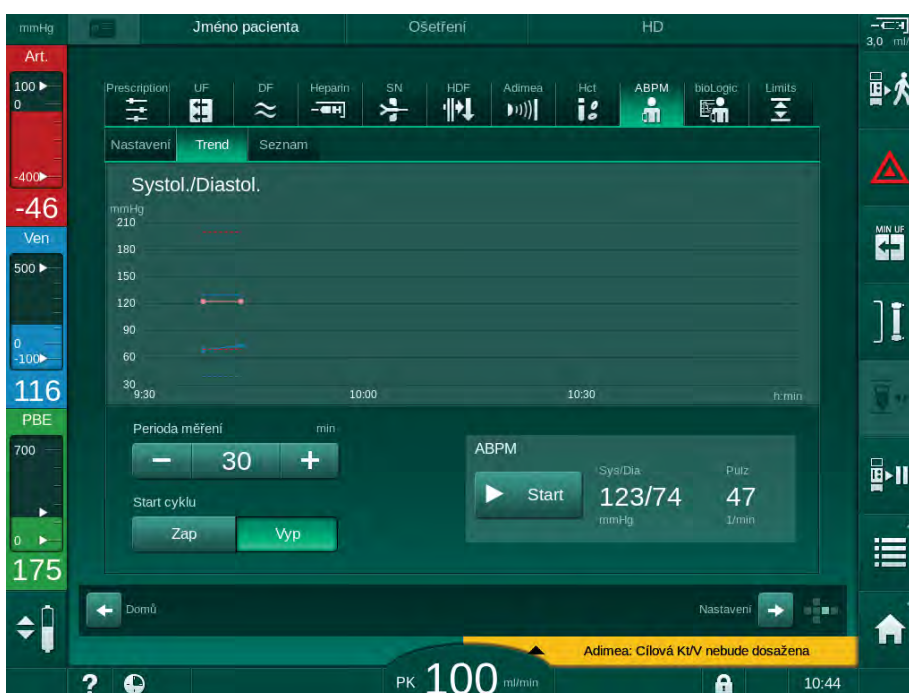 mmHg Jméno pacienta Ošetření HD
3,0 ml/
Art.
100
0
-400
-46
Ven
500
0
-100
116
PBE
700
0
175
Prescription UF DF Heparin SN HDF Adimea Hct ABPM bioLogic Limits
Nastavení Trend Seznam
Systol./Diastol.
mmHg
210
180
150
120
90
60
30
9:30 10:00 10:30 h:min
Perioda měření min
30
Start cyklu
Zap Vyp
ABPM
Start
Sys/Dia Pulz
123/74 47
mmHg 1/min
MIN UF
Domů Nastavení
Adimea: Cílová Kt/V nebude dosažena
? PK 100 ml/min 10:44